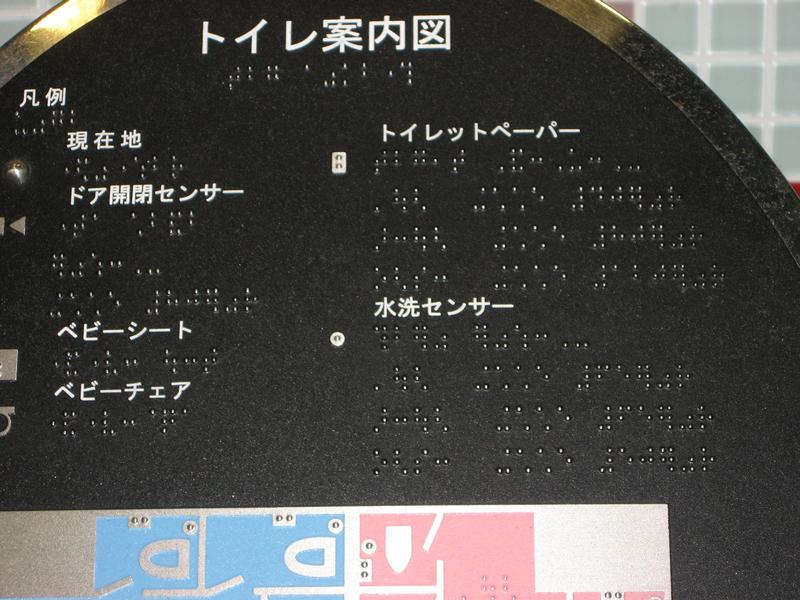 トイレ案内図
凡例
現在地
ドア開閉センサー
ベビーシート
ベビーチェア
トイレットペーパー
水洗センサー